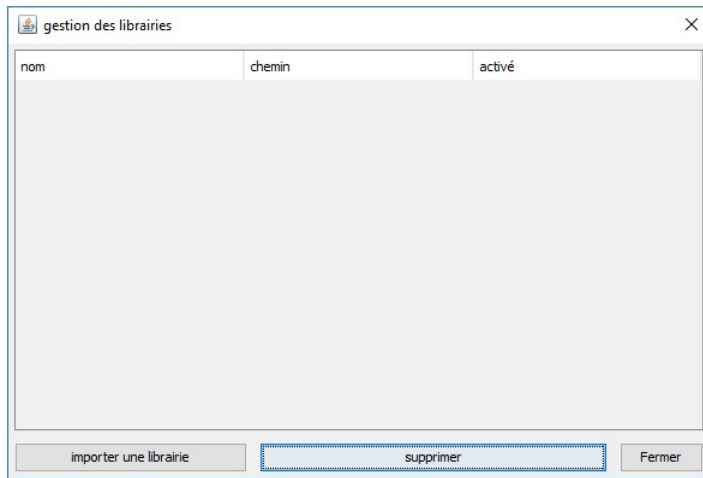 gestion des librairies
nom chemin activé
importer une librairie supprimer Fermer